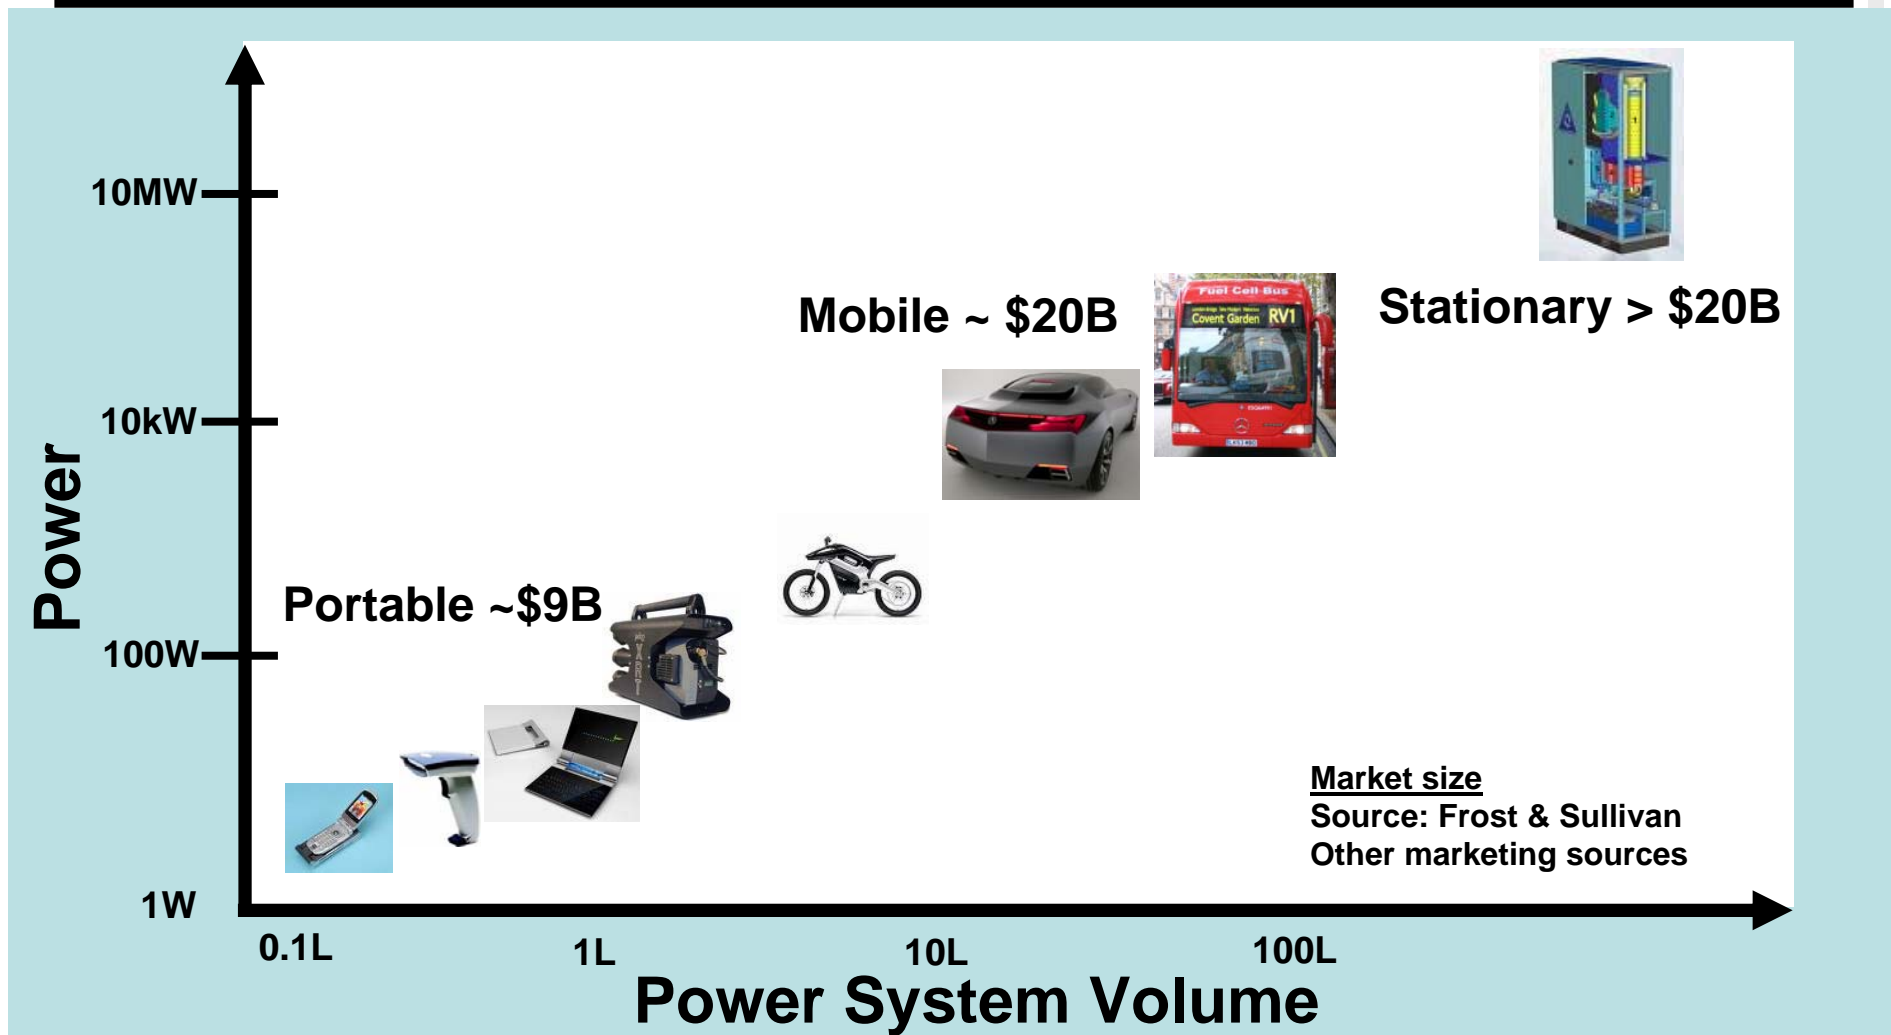 10MW
Mobile ~ $20B
Fuel Cell Bus
Covent Garden RV1
Stationary > $20B
10kW
Power
Portable ~$9B
100W
Market size
Source: Frost & Sullivan
Other marketing sources
1W
0.1L
1L
10L
100L
Power System Volume